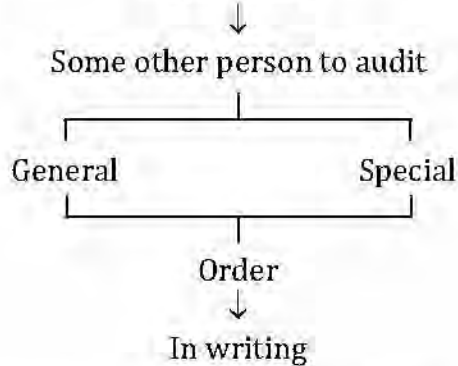 Some other person to audit
General Special
Order
In writing